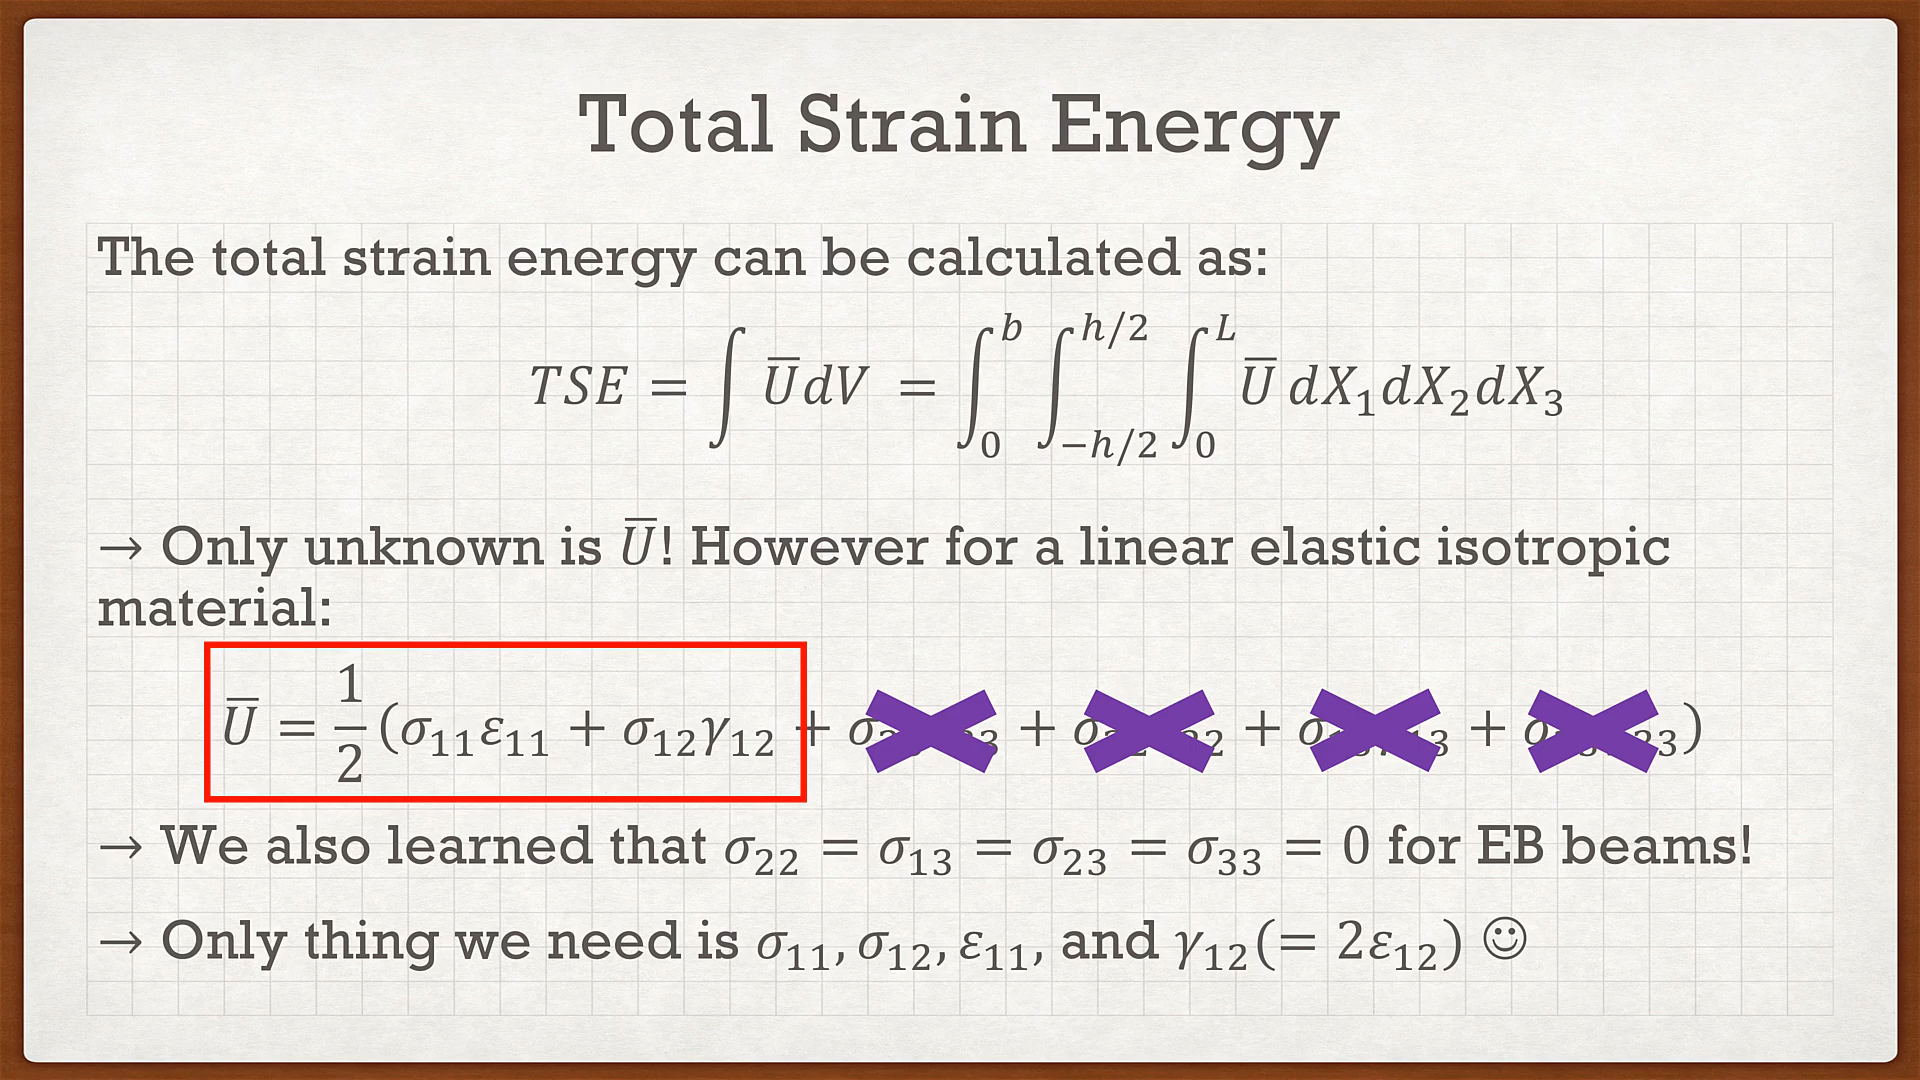 Total Strain Energy
The total strain energy can be calculated as:
TSE = ∫ U̅dV = ∫₀ᵇ ∫_{−h/2}^{h/2} ∫₀ᴸ U̅ dX₁dX₂dX₃
→ Only unknown is U̅! However for a linear elastic isotropic
material:
U̅ = 1/2 (σ₁₁ε₁₁ + σ₁₂γ₁₂ + σ + σ + σ + σ )
→ We also learned that σ₂₂ = σ₁₃ = σ₂₃ = σ₃₃ = 0 for EB beams!
→ Only thing we need is σ₁₁, σ₁₂, ε₁₁, and γ₁₂(= 2ε₁₂) ☺